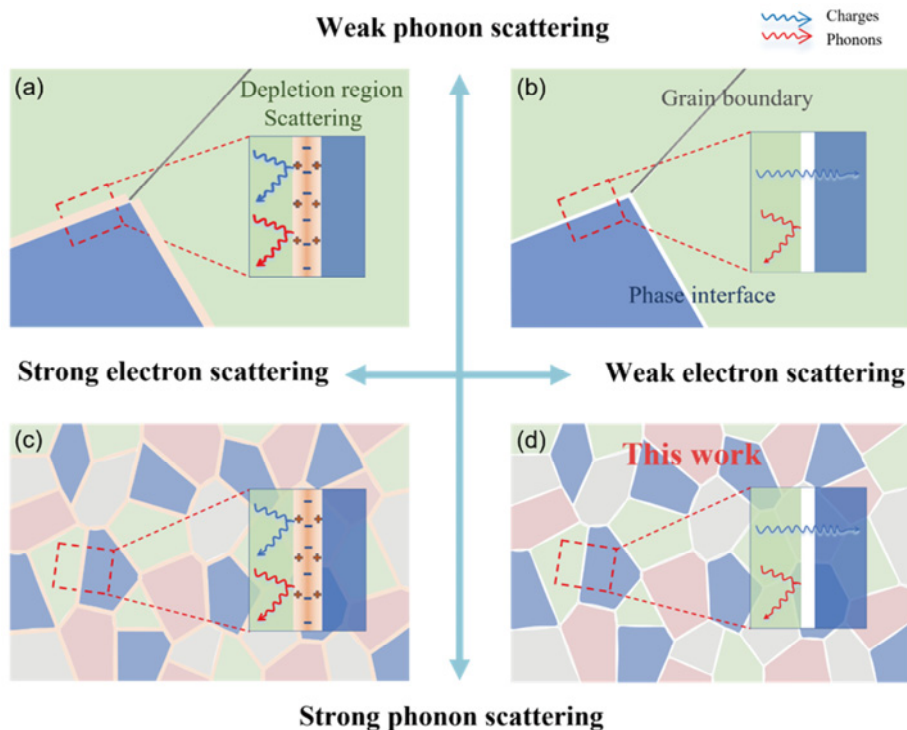 Weak phonon scattering
Charges
Phonons
(a)
Depletion region
Scattering
(b)
Grain boundary
Phase interface
Strong electron scattering
Weak electron scattering
(c)
(d)
This work
Strong phonon scattering